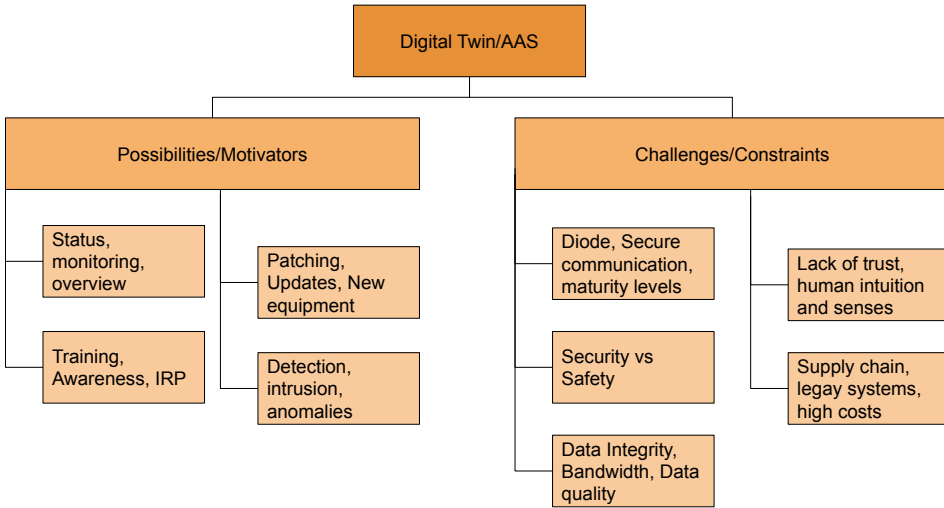 Digital Twin/AAS
Possibilities/Motivators
Status,
monitoring,
overview
Training,
Awareness, IRP
Patching,
Updates, New
equipment
Detection,
intrusion,
anomalies
Challenges/Constraints
Diode, Secure
communication,
maturity levels
Security vs
Safety
Data Integrity,
Bandwidth, Data
quality
Lack of trust,
human intuition
and senses
Supply chain,
legay systems,
high costs